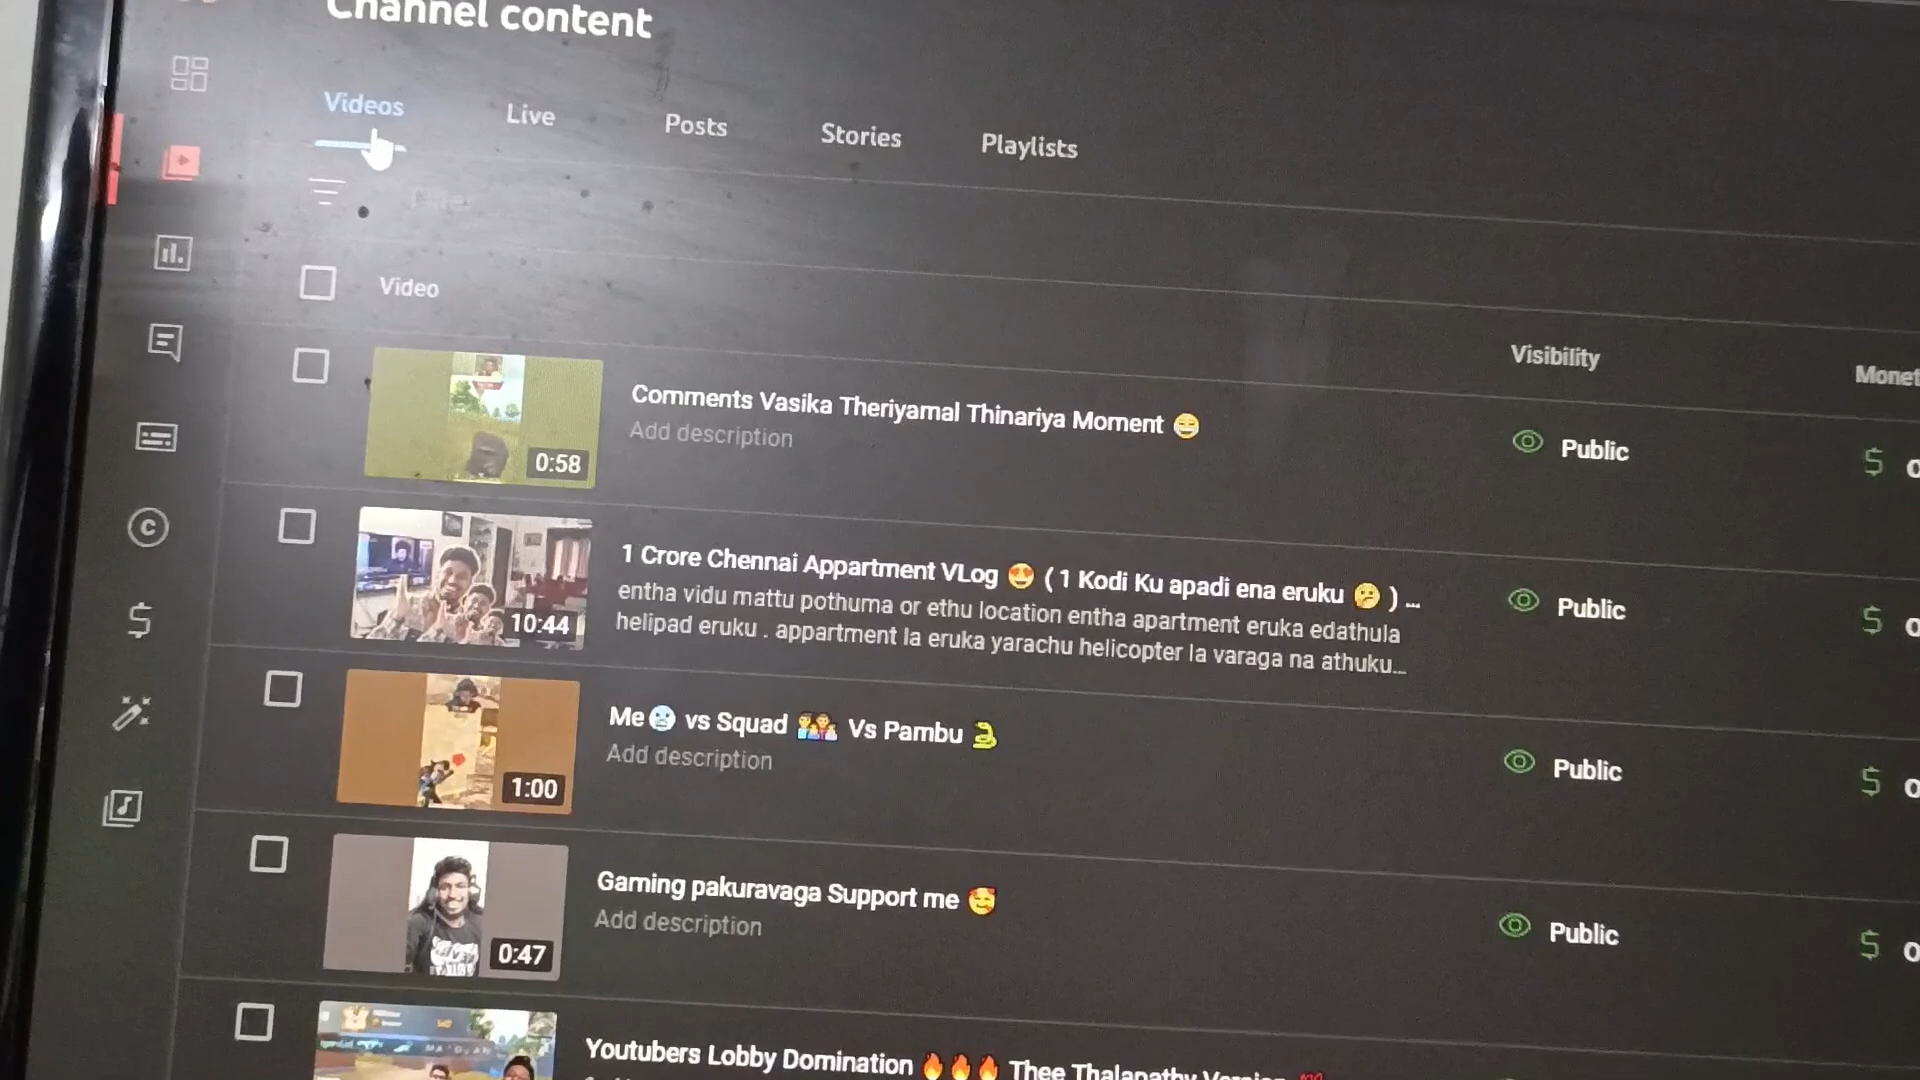 Channel content
Videos
Live
Posts
Stories
Playlists
Video
Visibility
Monet
0:58
Comments Vasika Theriyamal Thinariya Moment 😂
Add description
Public
$
10:44
1 Crore Chennai Appartment VLog 😍 ( 1 Kodi Ku apadi ena eruku 🤔 ) ...
entha vidu mattu pothuma or ethu location entha apartment eruka edathula
helipad eruku . appartment la eruka yarachu helicopter la varaga na athuku...
Public
$
1:00
Me🥶 vs Squad 👨‍👩‍👦 Vs Pambu 🐍
Add description
Public
$
0:47
Gaming pakuravaga Support me 🥰
Add description
Public
$
Youtubers Lobby Domination 🔥🔥🔥 Thee Thalapathy Version 💯